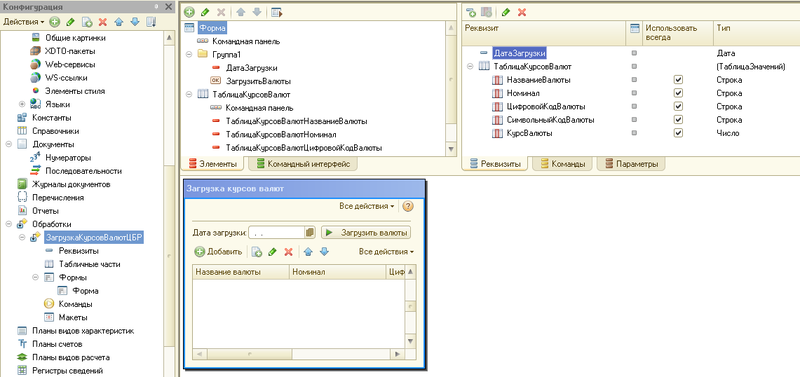 Конфигурация
Действия
Общие картинки
XDTO-пакеты
Web-сервисы
WS-ссылки
Элементы стиля
Языки
Константы
Справочники
Документы
Нумераторы
Последовательности
Журналы документов
Перечисления
Отчеты
Обработки
ЗагрузкаКурсовВалютЦБР
Реквизиты
Табличные части
Формы
Форма
Команды
Макеты
Планы видов характеристик
Планы счетов
Планы видов расчета
Регистры сведений
Форма
Командная панель
Группа1
ДатаЗагрузки
ЗагрузитьВалюты
ТаблицаКурсовВалют
Командная панель
ТаблицаКурсовВалютНазваниеВалюты
ТаблицаКурсовВалютНоминал
ТаблицаКурсовВалютЦифровойКодВалюты
Элементы
Командный интерфейс
Реквизит Использовать всегда Тип
ДатаЗагрузки Дата
ТаблицаКурсовВалют (ТаблицаЗначений)
НазваниеВалюты Строка
Номинал Строка
ЦифровойКодВалюты Строка
СимвольныйКодВалюты Строка
КурсВалюты Число
Реквизиты
Команды
Параметры
Загрузка курсов валют
Все действия
Дата загрузки: . . Загрузить валюты
Добавить Все действия
Название валюты Номинал Циф